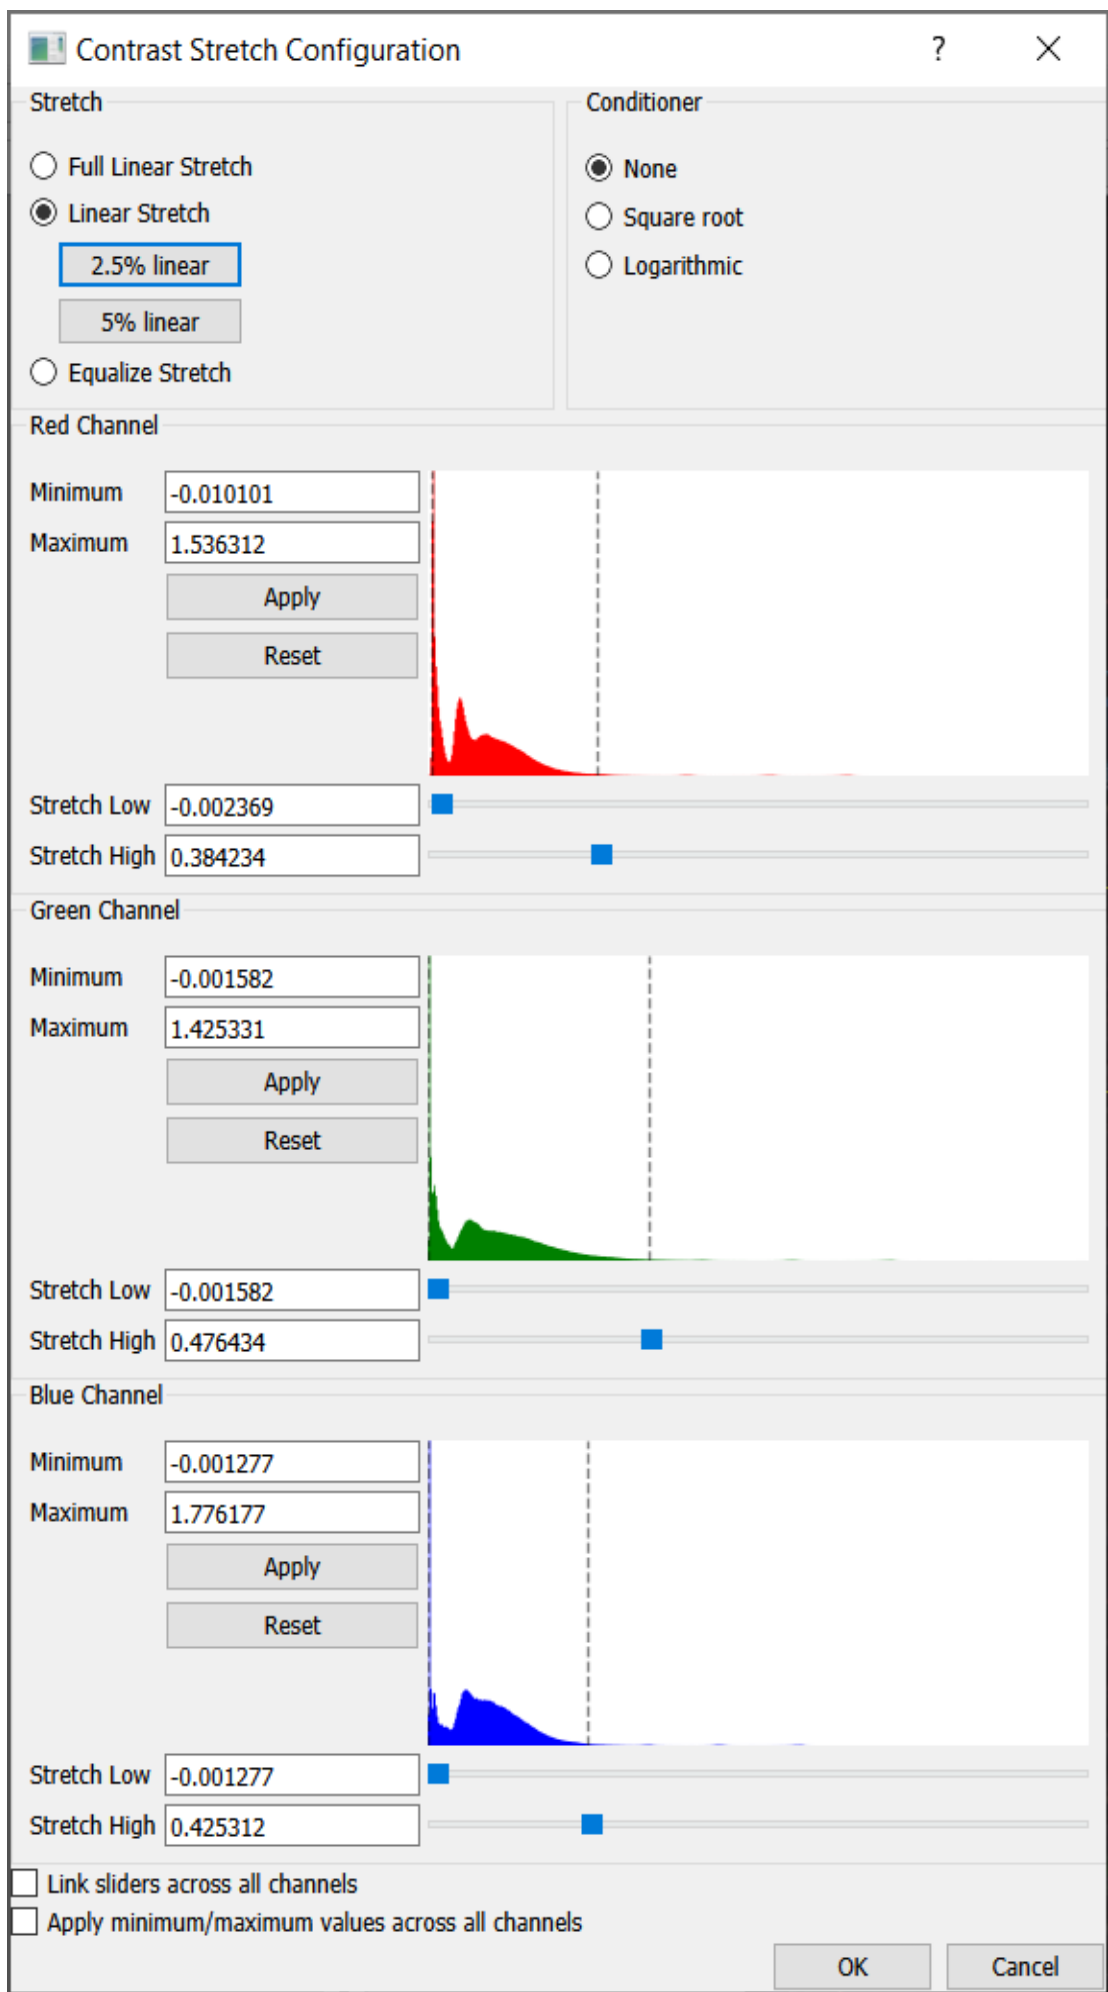 Contrast Stretch Configuration ?
Stretch
Full Linear Stretch
Linear Stretch
2.5% linear
5% linear
Equalize Stretch
Conditioner
None
Square root
Logarithmic
Red Channel
Minimum -0.010101
Maximum 1.536312
Apply
Reset
Stretch Low -0.002369
Stretch High 0.384234
Green Channel
Minimum -0.001582
Maximum 1.425331
Apply
Reset
Stretch Low -0.001582
Stretch High 0.476434
Blue Channel
Minimum -0.001277
Maximum 1.776177
Apply
Reset
Stretch Low -0.001277
Stretch High 0.425312
Link sliders across all channels
Apply minimum/maximum values across all channels
OK Cancel